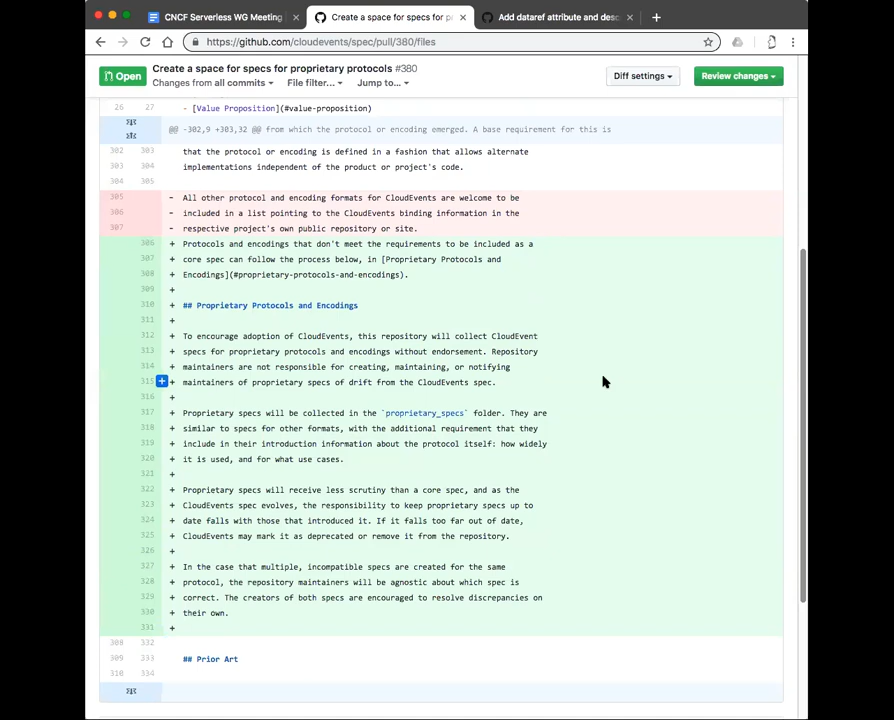 CNCF Serverless WG Meeting
Create a space for specs for p
Add dataref attribute and desc
https://github.com/cloudevents/spec/pull/380/files
Open
Create a space for specs for proprietary protocols #380
Changes from all commits
File filter...
Jump to...
Diff settings
Review changes
26 27 - [Value Proposition](#value-proposition)
@@ -302,9 +303,32 @@ from which the protocol or encoding emerged. A base requirement for this is
302 303 that the protocol or encoding is defined in a fashion that allows alternate
303 304 implementations independent of the product or project's code.
304 305
305 - All other protocol and encoding formats for CloudEvents are welcome to be
306 - included in a list pointing to the CloudEvents binding information in the
307 - respective project's own public repository or site.
306 + Protocols and encodings that don't meet the requirements to be included as a
307 + core spec can follow the process below, in [Proprietary Protocols and
308 + Encodings](#proprietary-protocols-and-encodings).
309 +
310 + ## Proprietary Protocols and Encodings
311 +
312 + To encourage adoption of CloudEvents, this repository will collect CloudEvent
313 + specs for proprietary protocols and encodings without endorsement. Repository
314 + maintainers are not responsible for creating, maintaining, or notifying
315 + maintainers of proprietary specs of drift from the CloudEvents spec.
316 +
317 + Proprietary specs will be collected in the `proprietary_specs` folder. They are
318 + similar to specs for other formats, with the additional requirement that they
319 + include in their introduction information about the protocol itself: how widely
320 + it is used, and for what use cases.
321 +
322 + Proprietary specs will receive less scrutiny than a core spec, and as the
323 + CloudEvents spec evolves, the responsibility to keep proprietary specs up to
324 + date falls with those that introduced it. If it falls too far out of date,
325 + CloudEvents may mark it as deprecated or remove it from the repository.
326 +
327 + In the case that multiple, incompatible specs are created for the same
328 + protocol, the repository maintainers will be agnostic about which spec is
329 + correct. The creators of both specs are encouraged to resolve discrepancies on
330 + their own.
331 +
308 332
309 333 ## Prior Art
310 334